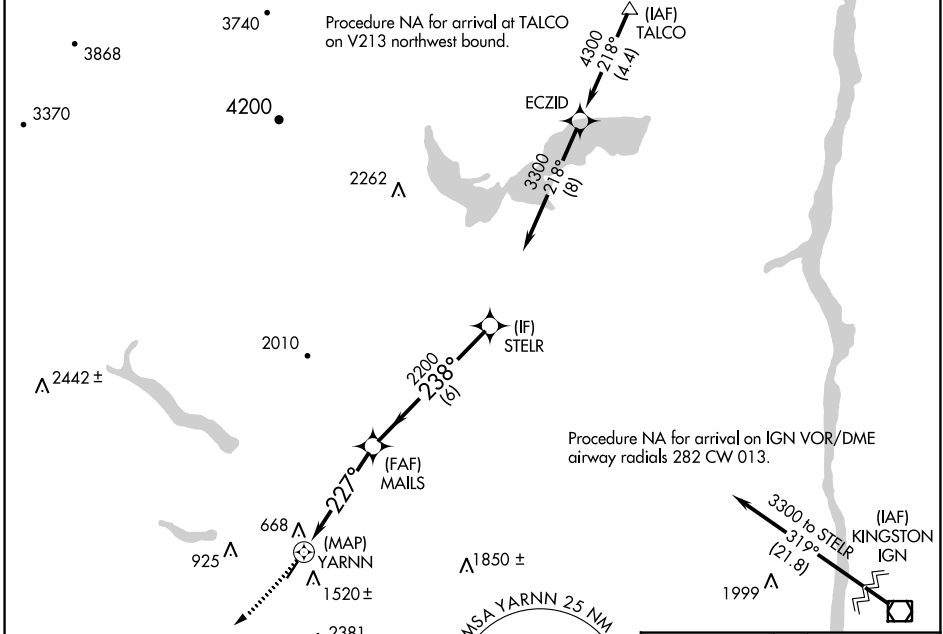 3740
Procedure NA for arrival at TALCO
on V213 northwest bound.
(IAF)
TALCO
3868
4300
218°
(4.4)
3370
4200
ECZID
2262
3300
218°
(8)
(IF)
STELR
2010
2442 ±
2200
238°
(6)
Procedure NA for arrival on IGN VOR/DME
airway radials 282 CW 013.
(FAF)
MAILS
227°
3300 to STELR
319°
(21.8)
(IAF)
KINGSTON
IGN
668
(MAP)
YARNN
925
1850 ±
1520 ±
1999
MSA YARNN 25 NM
2381